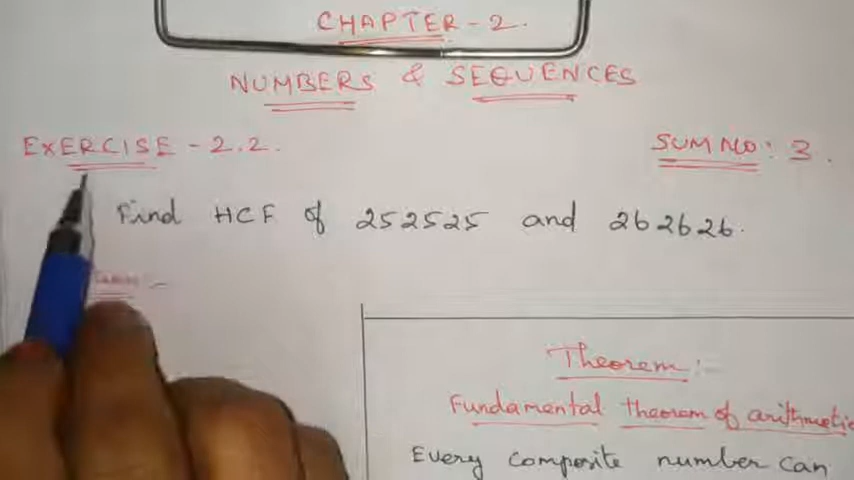 CHAPTER - 2.
NUMBERS & SEQUENCES
EXERCISE - 2.2.
SUM NO: 3.
Find HCF of 252525 and 262626.
Theorem:-
Fundamental theorem of arithmetic
Every composite number can